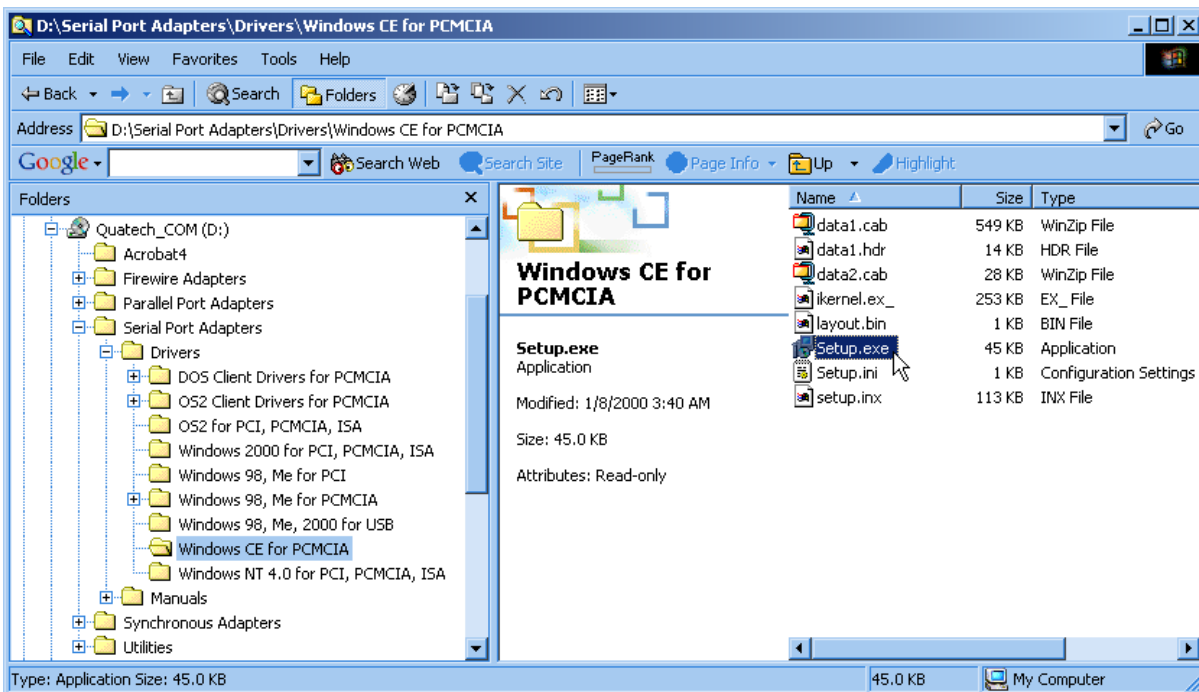 D:\Serial Port Adapters\Drivers\Windows CE for PCMCIA
File Edit View Favorites Tools Help
Back Search Folders
Address D:\Serial Port Adapters\Drivers\Windows CE for PCMCIA Go
Google Search Web Search Site PageRank Page Info Up Highlight
Folders
Quatech_COM (D:)
Acrobat4
Firewire Adapters
Parallel Port Adapters
Serial Port Adapters
Drivers
DOS Client Drivers for PCMCIA
OS2 Client Drivers for PCMCIA
OS2 for PCI, PCMCIA, ISA
Windows 2000 for PCI, PCMCIA, ISA
Windows 98, Me for PCI
Windows 98, Me for PCMCIA
Windows 98, Me, 2000 for USB
Windows CE for PCMCIA
Windows NT 4.0 for PCI, PCMCIA, ISA
Manuals
Synchronous Adapters
Utilities
Windows CE for
PCMCIA
Setup.exe
Application
Modified: 1/8/2000 3:40 AM
Size: 45.0 KB
Attributes: Read-only
Name Size Type
data1.cab 549 KB WinZip File
data1.hdr 14 KB HDR File
data2.cab 28 KB WinZip File
ikernel.ex_ 253 KB EX_ File
layout.bin 1 KB BIN File
Setup.exe 45 KB Application
Setup.ini 1 KB Configuration Settings
setup.inx 113 KB INX File
Type: Application Size: 45.0 KB 45.0 KB My Computer